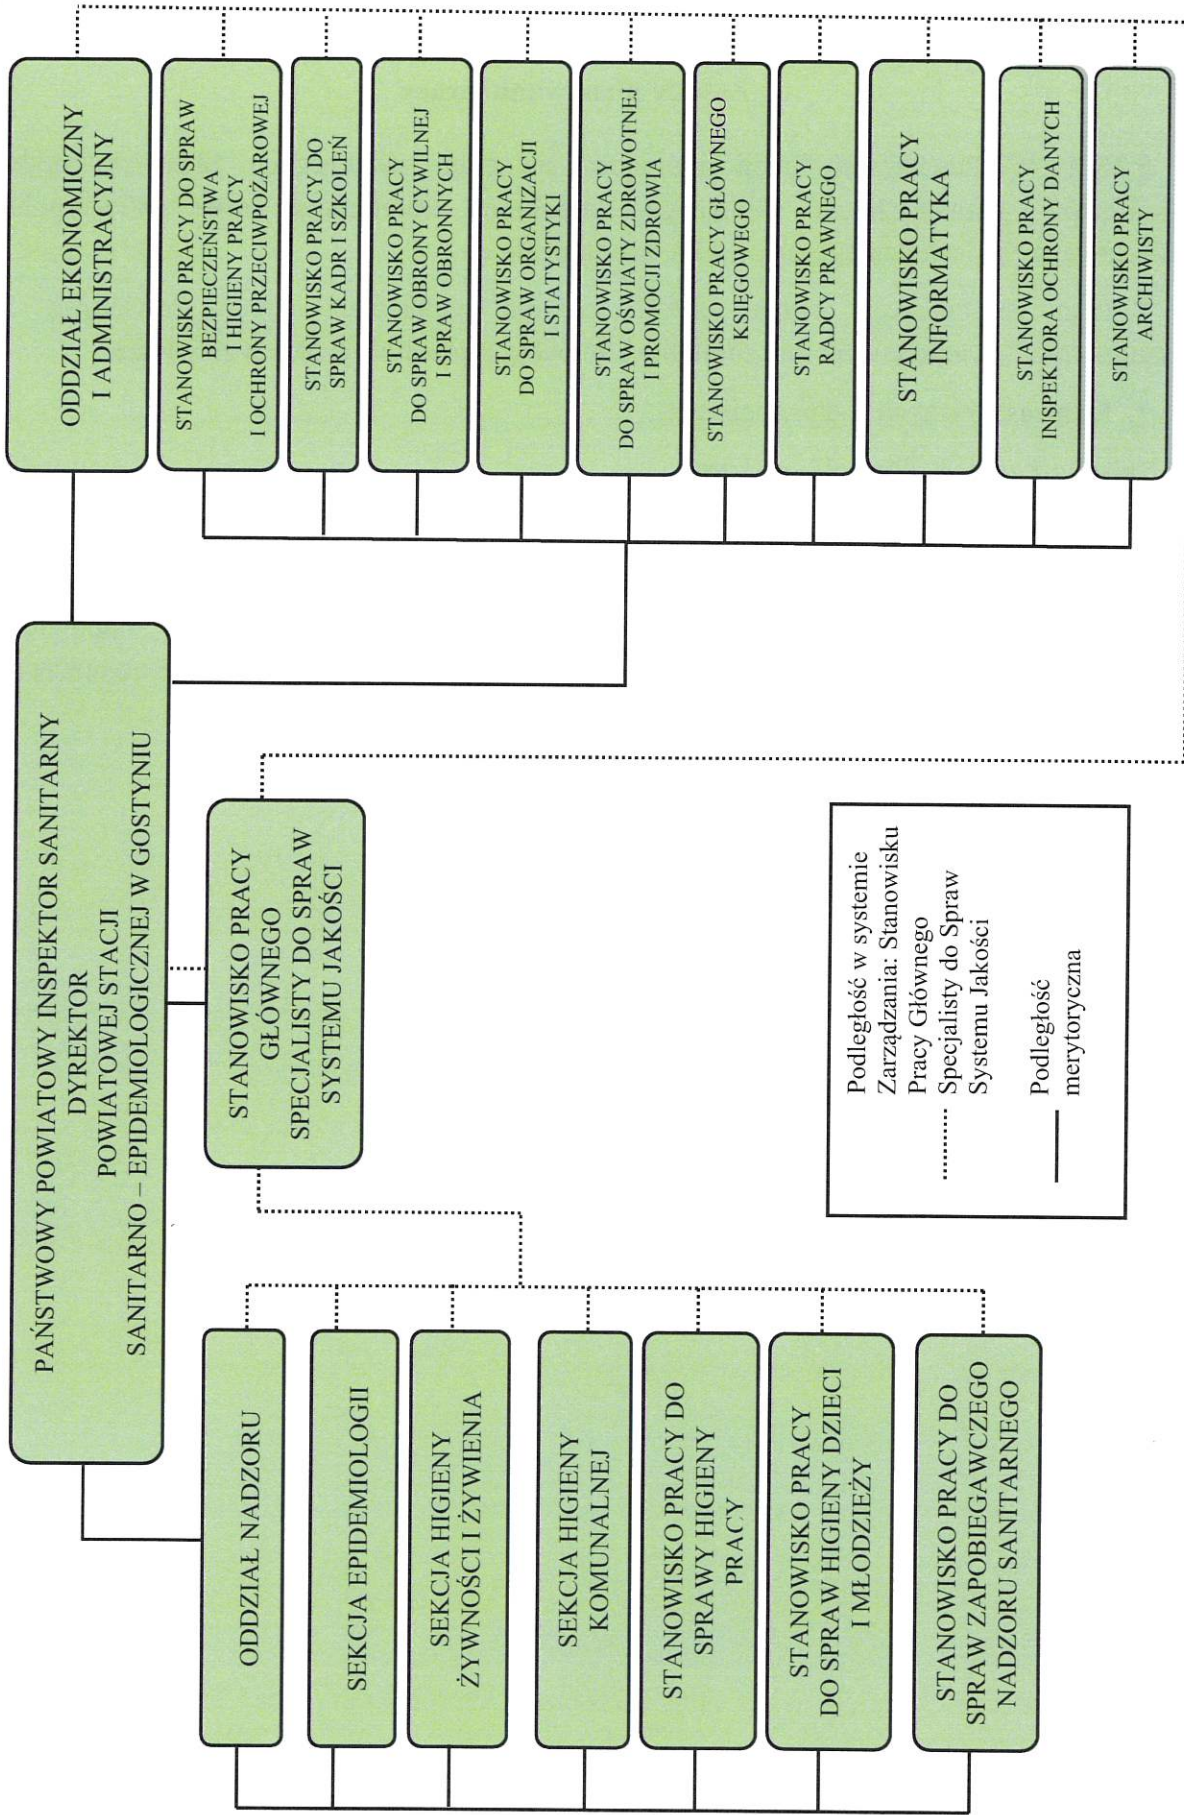 PAŃSTWOWY POWIATOWY INSPEKTOR SANITARNY
DYREKTOR
POWIATOWEJ STACJI
SANITARNO – EPIDEMIOLOGICZNEJ W GOSTYNIU
STANOWISKO PRACY
GŁÓWNEGO
SPECJALISTY DO SPRAW
SYSTEMU JAKOŚCI
ODDZIAŁ NADZORU
SEKCJA EPIDEMIOLOGII
SEKCJA HIGIENY
ŻYWNOŚCI I ŻYWIENIA
SEKCJA HIGIENY
KOMUNALNEJ
STANOWISKO PRACY DO
SPRAWY HIGIENY
PRACY
STANOWISKO PRACY
DO SPRAW HIGIENY DZIECI
I MŁODZIEŻY
STANOWISKO PRACY DO
SPRAW ZAPOBIEGAWCZEGO
NADZORU SANITARNEGO
Podległość w systemie
Zarządzania: Stanowisku
Pracy Głównego
Specjalisty do Spraw
Systemu Jakości
Podległość
merytoryczna
ODDZIAŁ EKONOMICZNY
I ADMINISTRACYJNY
STANOWISKO PRACY DO SPRAW
BEZPIECZEŃSTWA
I HIGIENY PRACY
I OCHRONY PRZECIWPOŻAROWEJ
STANOWISKO PRACY DO
SPRAW KADR I SZKOLEŃ
STANOWISKO PRACY
DO SPRAW OBRONY CYWILNEJ
I SPRAW OBRONNYCH
STANOWISKO PRACY
DO SPRAW ORGANIZACJI
I STATYSTYKI
STANOWISKO PRACY
DO SPRAW OŚWIATY ZDROWOTNEJ
I PROMOCJI ZDROWIA
STANOWISKO PRACY GŁÓWNEGO
KSIĘGOWEGO
STANOWISKO PRACY
RADCY PRAWNEGO
STANOWISKO PRACY
INFORMATYKA
STANOWISKO PRACY
INSPEKTORA OCHRONY DANYCH
STANOWISKO PRACY
ARCHIWISTY